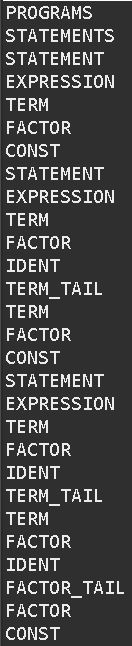 PROGRAMS
STATEMENTS
STATEMENT
EXPRESSION
TERM
FACTOR
CONST
STATEMENT
EXPRESSION
TERM
FACTOR
IDENT
TERM_TAIL
TERM
FACTOR
CONST
STATEMENT
EXPRESSION
TERM
FACTOR
IDENT
TERM_TAIL
TERM
FACTOR
IDENT
FACTOR_TAIL
FACTOR
CONST